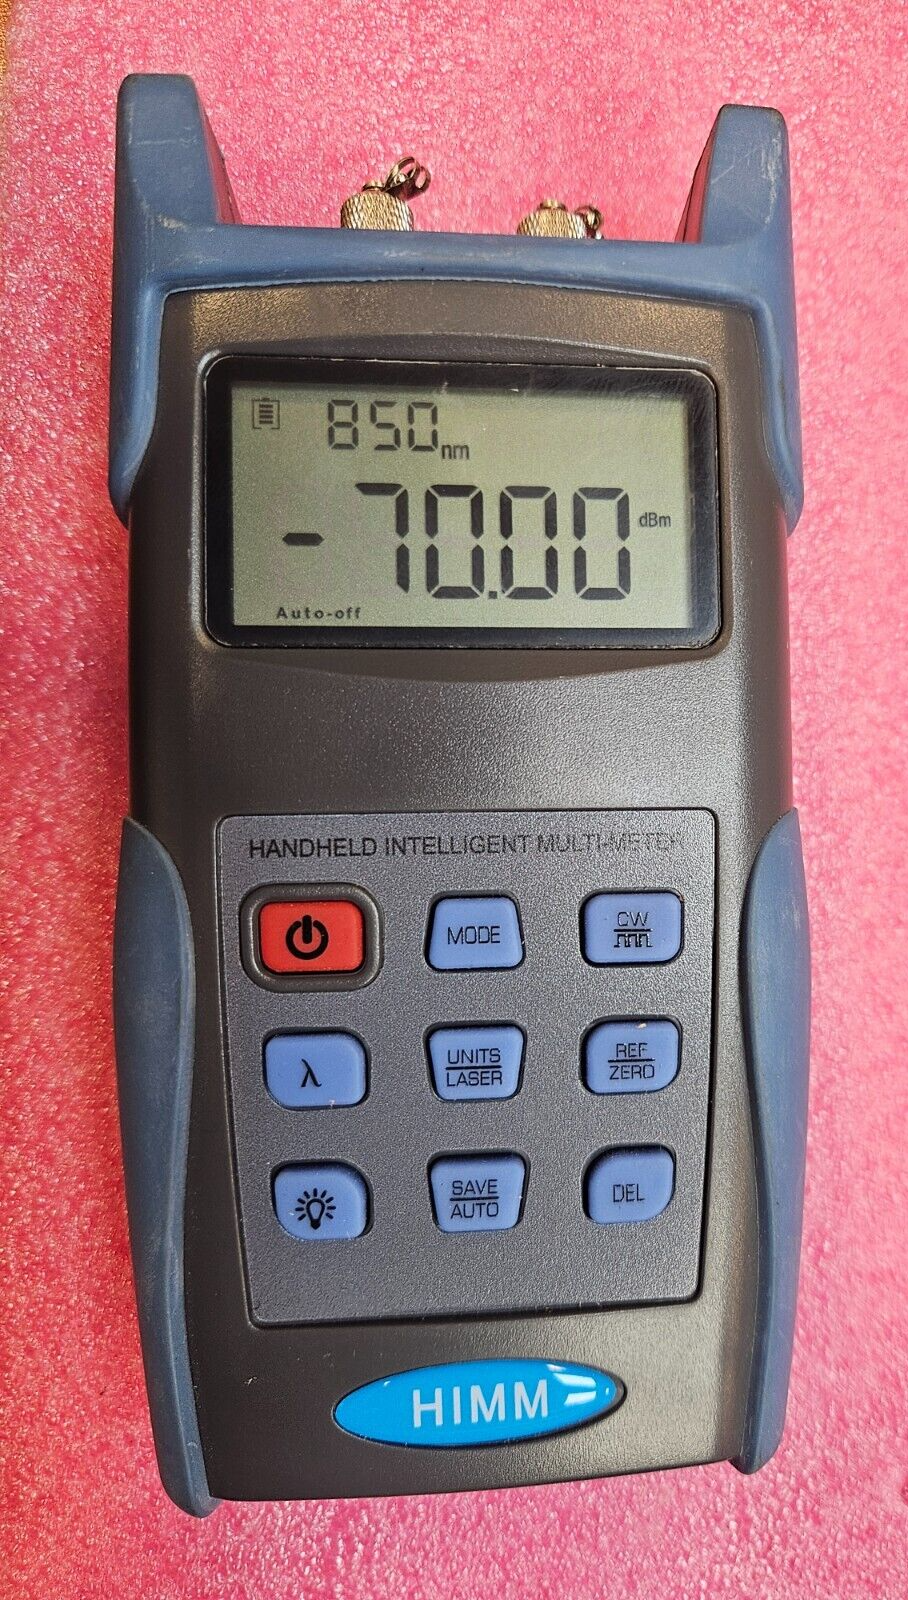 850nm
-70.00 dBm
Auto-off
HANDHELD INTELLIGENT MULTI-METER
MODE
CW
λ
UNITS
LASER
REF
ZERO
SAVE
AUTO
DEL
HIMM